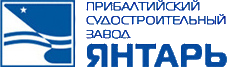 ПРИБАЛТИЙСКИЙ
СУДОСТРОИТЕЛЬНЫЙ
ЗАВОД
ЯНТАРЬ